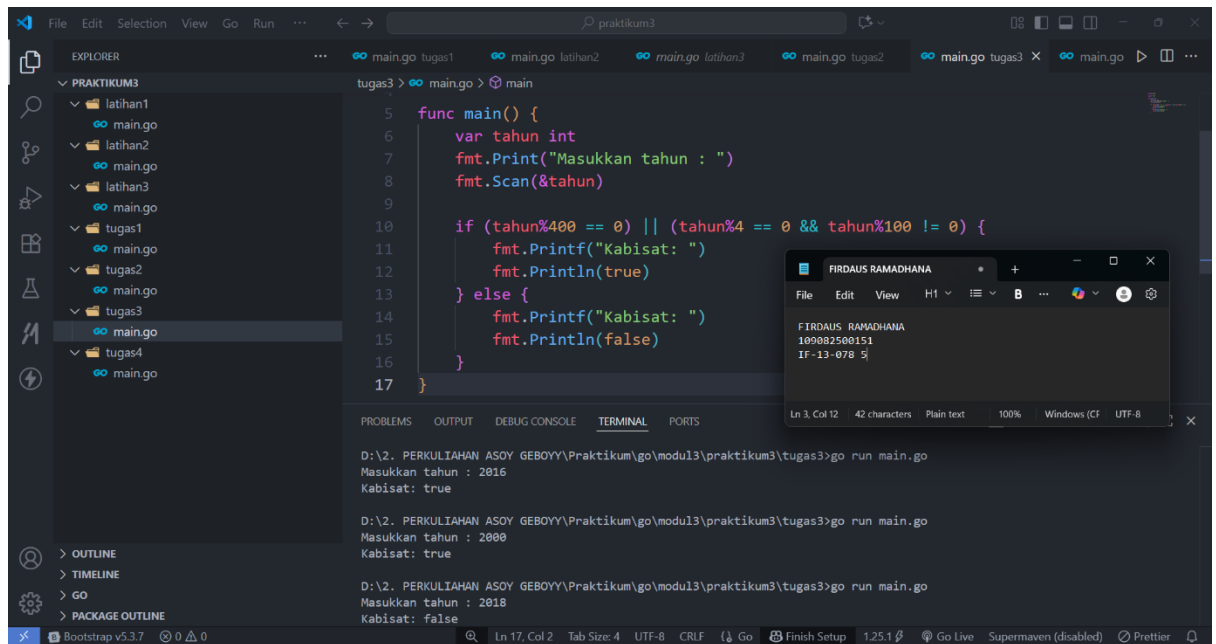 File Edit Selection View Go Run ··· praktikum3
EXPLORER ···
PRAKTIKUM3
latihan1
main.go
latihan2
main.go
latihan3
main.go
tugas1
main.go
tugas2
main.go
tugas3
main.go
tugas4
main.go
OUTLINE
TIMELINE
GO
PACKAGE OUTLINE
main.go tugas1 main.go latihan2 main.go latihan3 main.go tugas2 main.go tugas3 main.go ···
tugas3 > main.go > main
5 func main() {
6 var tahun int
7 fmt.Print("Masukkan tahun : ")
8 fmt.Scan(&tahun)
9
10 if (tahun%400 == 0) || (tahun%4 == 0 && tahun%100 != 0) {
11 fmt.Printf("Kabisat: ")
12 fmt.Println(true)
13 } else {
14 fmt.Printf("Kabisat: ")
15 fmt.Println(false)
16 }
17 }
FIRDAUS RAMADHANA
File Edit View H1 B ···
FIRDAUS RAMADHANA
109082500151
IF-13-078 5
Ln 3, Col 12 42 characters Plain text 100% Windows (CF UTF-8
PROBLEMS OUTPUT DEBUG CONSOLE TERMINAL PORTS
D:\2. PERKULIAHAN ASOY GEBOYY\Praktikum\go\modul3\praktikum3\tugas3>go run main.go
Masukkan tahun : 2016
Kabisat: true
D:\2. PERKULIAHAN ASOY GEBOYY\Praktikum\go\modul3\praktikum3\tugas3>go run main.go
Masukkan tahun : 2000
Kabisat: true
D:\2. PERKULIAHAN ASOY GEBOYY\Praktikum\go\modul3\praktikum3\tugas3>go run main.go
Masukkan tahun : 2018
Kabisat: false
Bootstrap v5.3.7 0 0 Ln 17, Col 2 Tab Size: 4 UTF-8 CRLF Go Finish Setup 1.25.1 Go Live Supermaven (disabled) Prettier